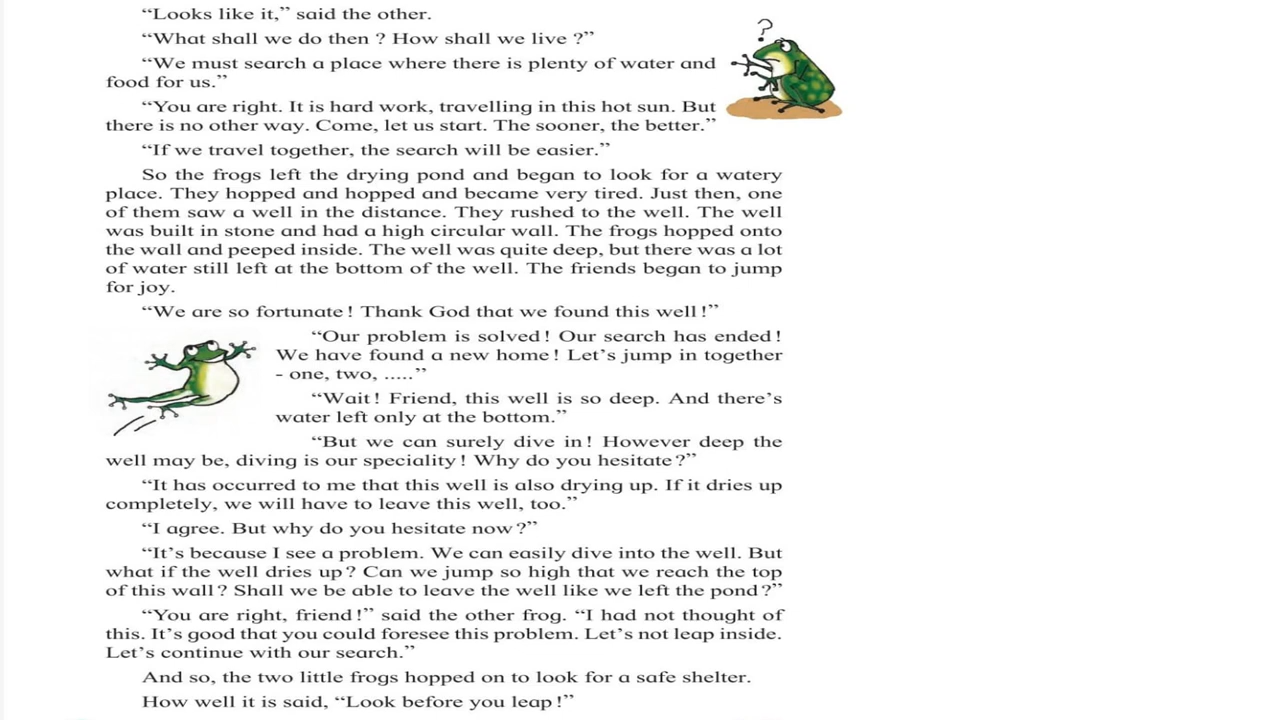 “Looks like it,” said the other.
“What shall we do then ? How shall we live ?”
“We must search a place where there is plenty of water and
food for us.”
“You are right. It is hard work, travelling in this hot sun. But
there is no other way. Come, let us start. The sooner, the better.”
“If we travel together, the search will be easier.”
So the frogs left the drying pond and began to look for a watery
place. They hopped and hopped and became very tired. Just then, one
of them saw a well in the distance. They rushed to the well. The well
was built in stone and had a high circular wall. The frogs hopped onto
the wall and peeped inside. The well was quite deep, but there was a lot
of water still left at the bottom of the well. The friends began to jump
for joy.
“We are so fortunate ! Thank God that we found this well !”
“Our problem is solved ! Our search has ended !
We have found a new home ! Let’s jump in together
- one, two, .....”
“Wait ! Friend, this well is so deep. And there’s
water left only at the bottom.”
“But we can surely dive in ! However deep the
well may be, diving is our speciality ! Why do you hesitate ?”
“It has occurred to me that this well is also drying up. If it dries up
completely, we will have to leave this well, too.”
“I agree. But why do you hesitate now ?”
“It’s because I see a problem. We can easily dive into the well. But
what if the well dries up ? Can we jump so high that we reach the top
of this wall ? Shall we be able to leave the well like we left the pond ?”
“You are right, friend !” said the other frog. “I had not thought of
this. It’s good that you could foresee this problem. Let’s not leap inside.
Let’s continue with our search.”
And so, the two little frogs hopped on to look for a safe shelter.
How well it is said, “Look before you leap !”
?